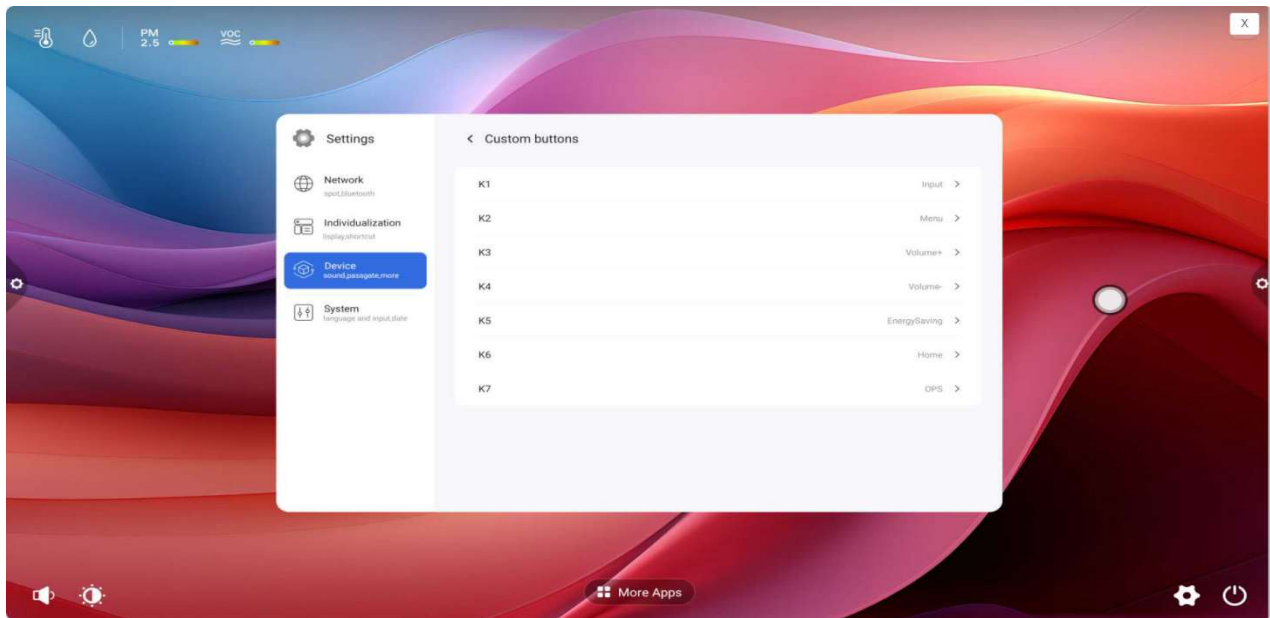 PM
2.5
VOC
X
Settings
Custom buttons
Network
spot,bluetooth
Individualization
lisplay,shortcut
Device
sound,passgate,more
System
language and input,date
K1 Input
K2 Menu
K3 Volume+
K4 Volume-
K5 EnergySaving
K6 Home
K7 OPS
More Apps